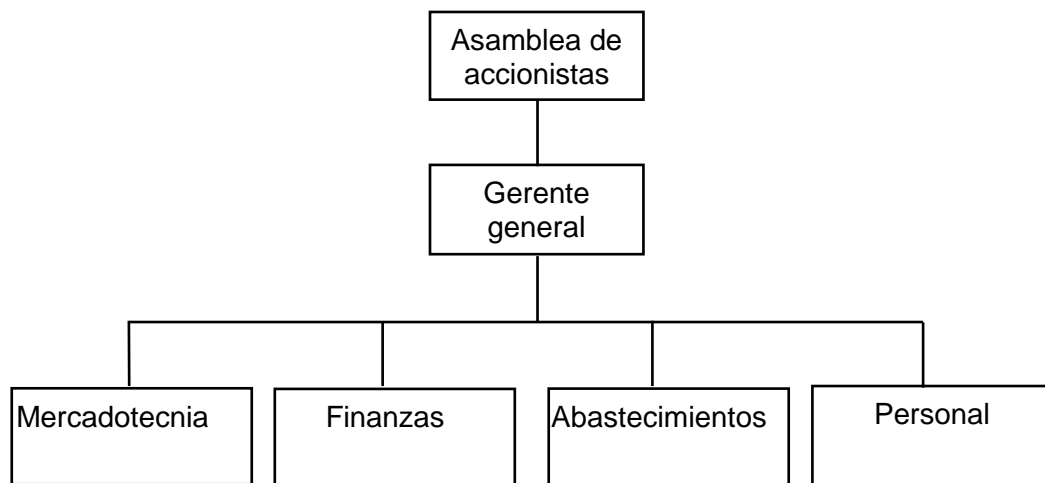 Asamblea de
accionistas
Gerente
general
Mercadotecnia
Finanzas
Abastecimientos
Personal